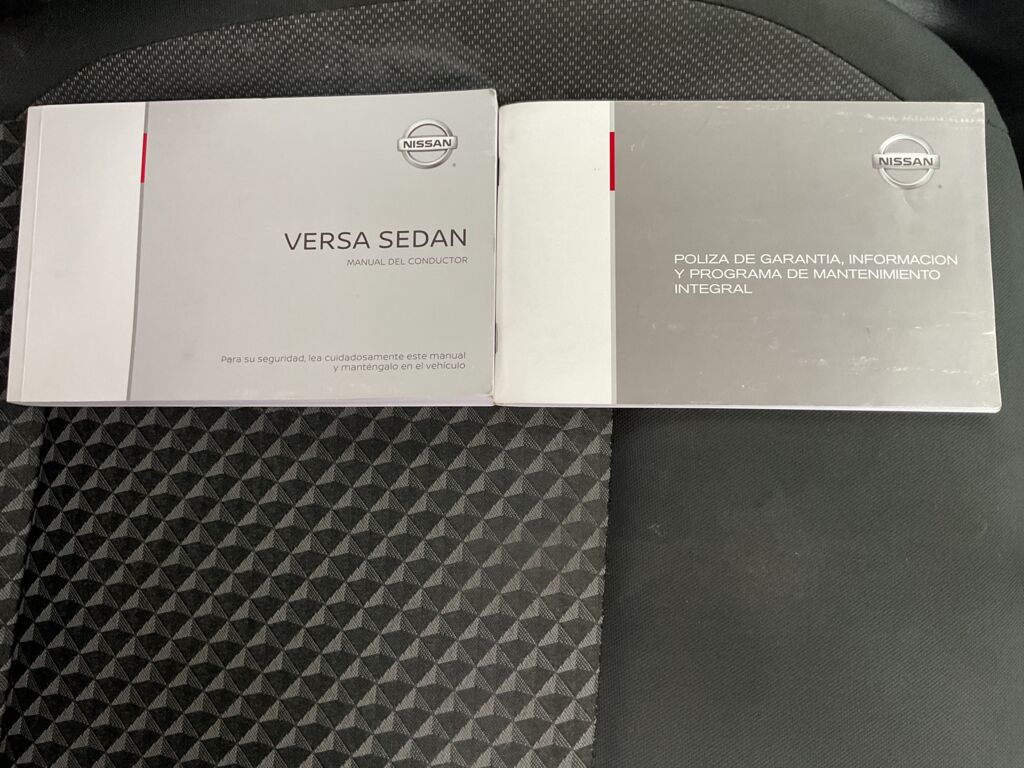 NISSAN
VERSA SEDAN
MANUAL DEL CONDUCTOR
Para su seguridad, lea cuidadosamente este manual
y manténgalo en el vehículo
NISSAN
POLIZA DE GARANTIA, INFORMACION
Y PROGRAMA DE MANTENIMIENTO
INTEGRAL